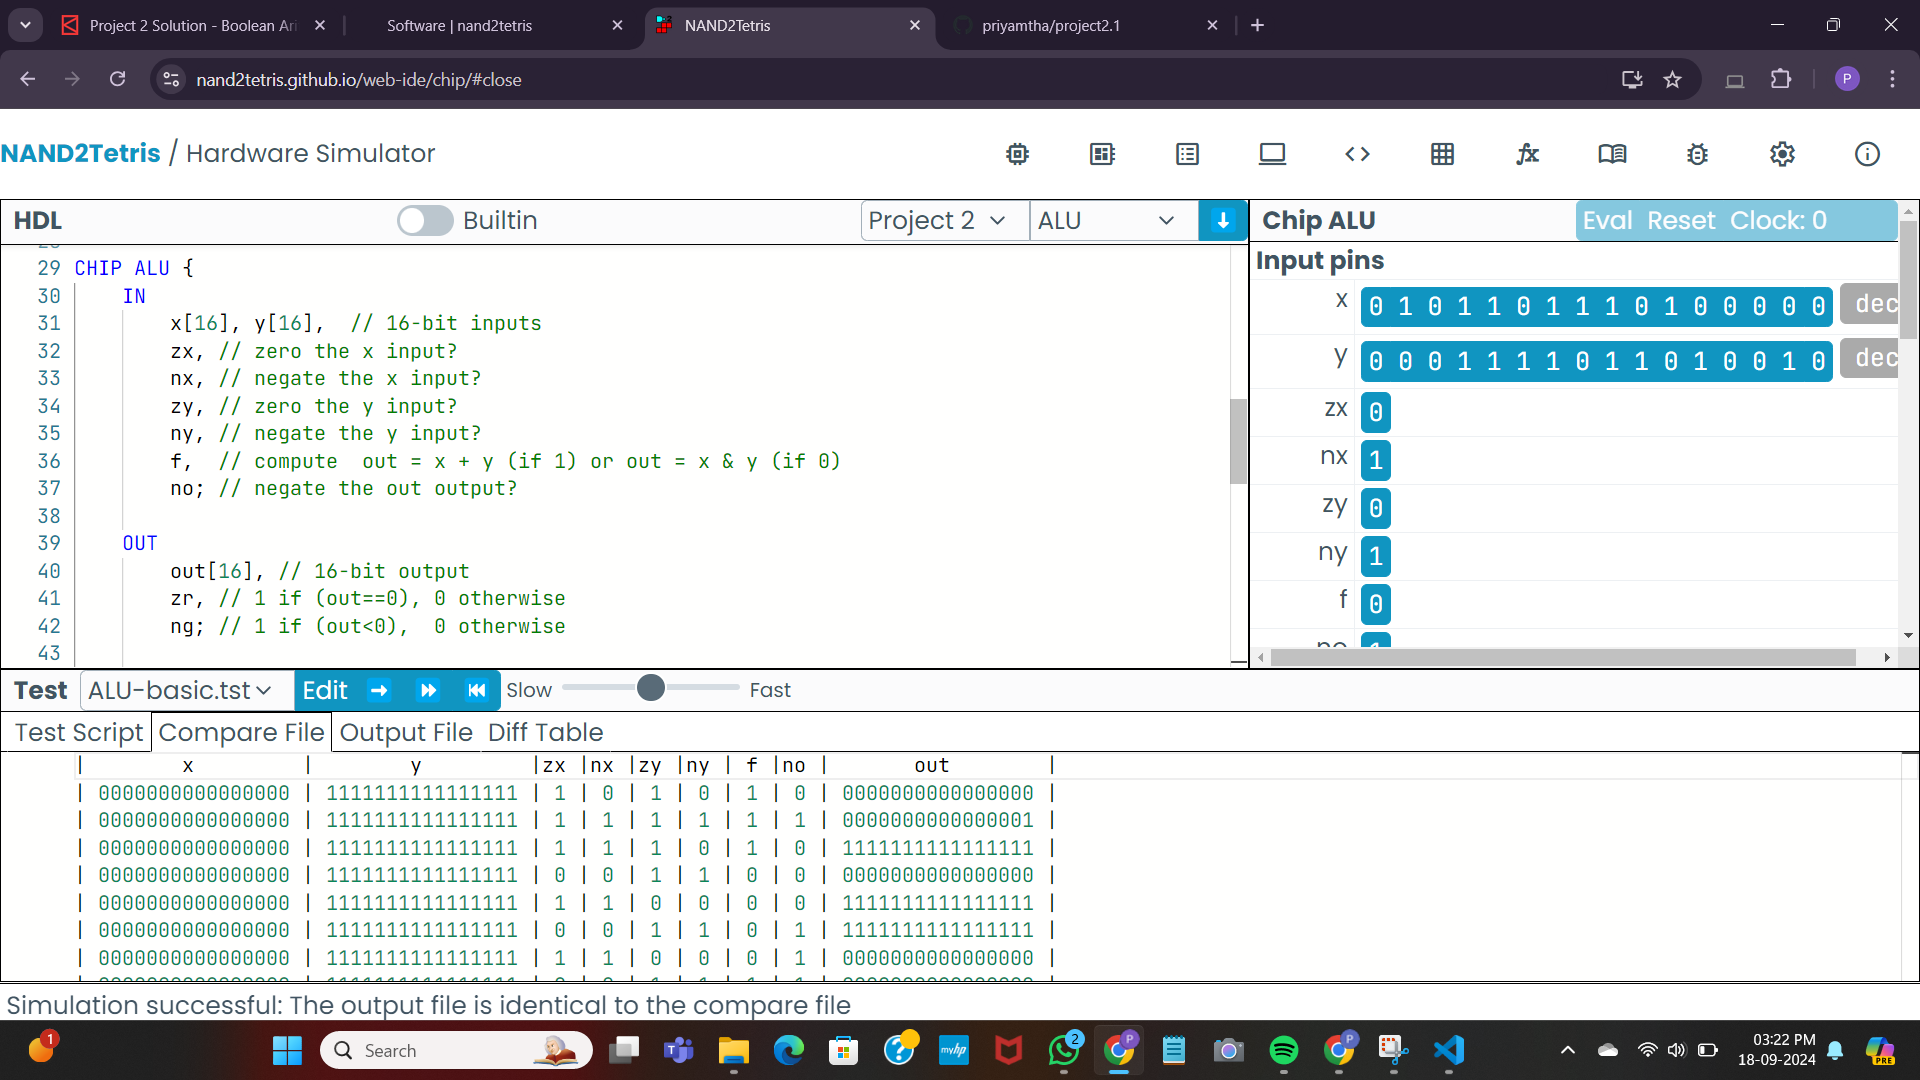 Project 2 Solution - Boolean Ari
Software | nand2tetris
NAND2Tetris
priyamtha/project2.1
nand2tetris.github.io/web-ide/chip/#close
P
NAND2Tetris / Hardware Simulator
HDL
Builtin
Project 2
ALU
Chip ALU
Eval Reset Clock: 0
29 CHIP ALU {
30 IN
31 x[16], y[16],  // 16-bit inputs
32 zx, // zero the x input?
33 nx, // negate the x input?
34 zy, // zero the y input?
35 ny, // negate the y input?
36 f,  // compute  out = x + y (if 1) or out = x & y (if 0)
37 no; // negate the out output?
38
39 OUT
40 out[16], // 16-bit output
41 zr, // 1 if (out==0), 0 otherwise
42 ng; // 1 if (out<0),  0 otherwise
43
Input pins
x 0 1 0 1 1 0 1 1 1 0 1 0 0 0 0 0 dec
y 0 0 0 1 1 1 1 0 1 1 0 1 0 0 1 0 dec
zx 0
nx 1
zy 0
ny 1
f 0
no 1
Test ALU-basic.tst Edit Slow Fast
Test Script Compare File Output File Diff Table
| x | y |zx |nx |zy |ny | f |no | out |
| 0000000000000000 | 1111111111111111 | 1 | 0 | 1 | 0 | 1 | 0 | 0000000000000000 |
| 0000000000000000 | 1111111111111111 | 1 | 1 | 1 | 1 | 1 | 1 | 0000000000000001 |
| 0000000000000000 | 1111111111111111 | 1 | 1 | 1 | 0 | 1 | 0 | 1111111111111111 |
| 0000000000000000 | 1111111111111111 | 0 | 0 | 1 | 1 | 0 | 0 | 0000000000000000 |
| 0000000000000000 | 1111111111111111 | 1 | 1 | 0 | 0 | 0 | 0 | 1111111111111111 |
| 0000000000000000 | 1111111111111111 | 0 | 0 | 1 | 1 | 0 | 1 | 1111111111111111 |
| 0000000000000000 | 1111111111111111 | 1 | 1 | 0 | 0 | 0 | 1 | 0000000000000000 |
Simulation successful: The output file is identical to the compare file
1
Search
myhp
2
P
P
03:22 PM
18-09-2024
PRE